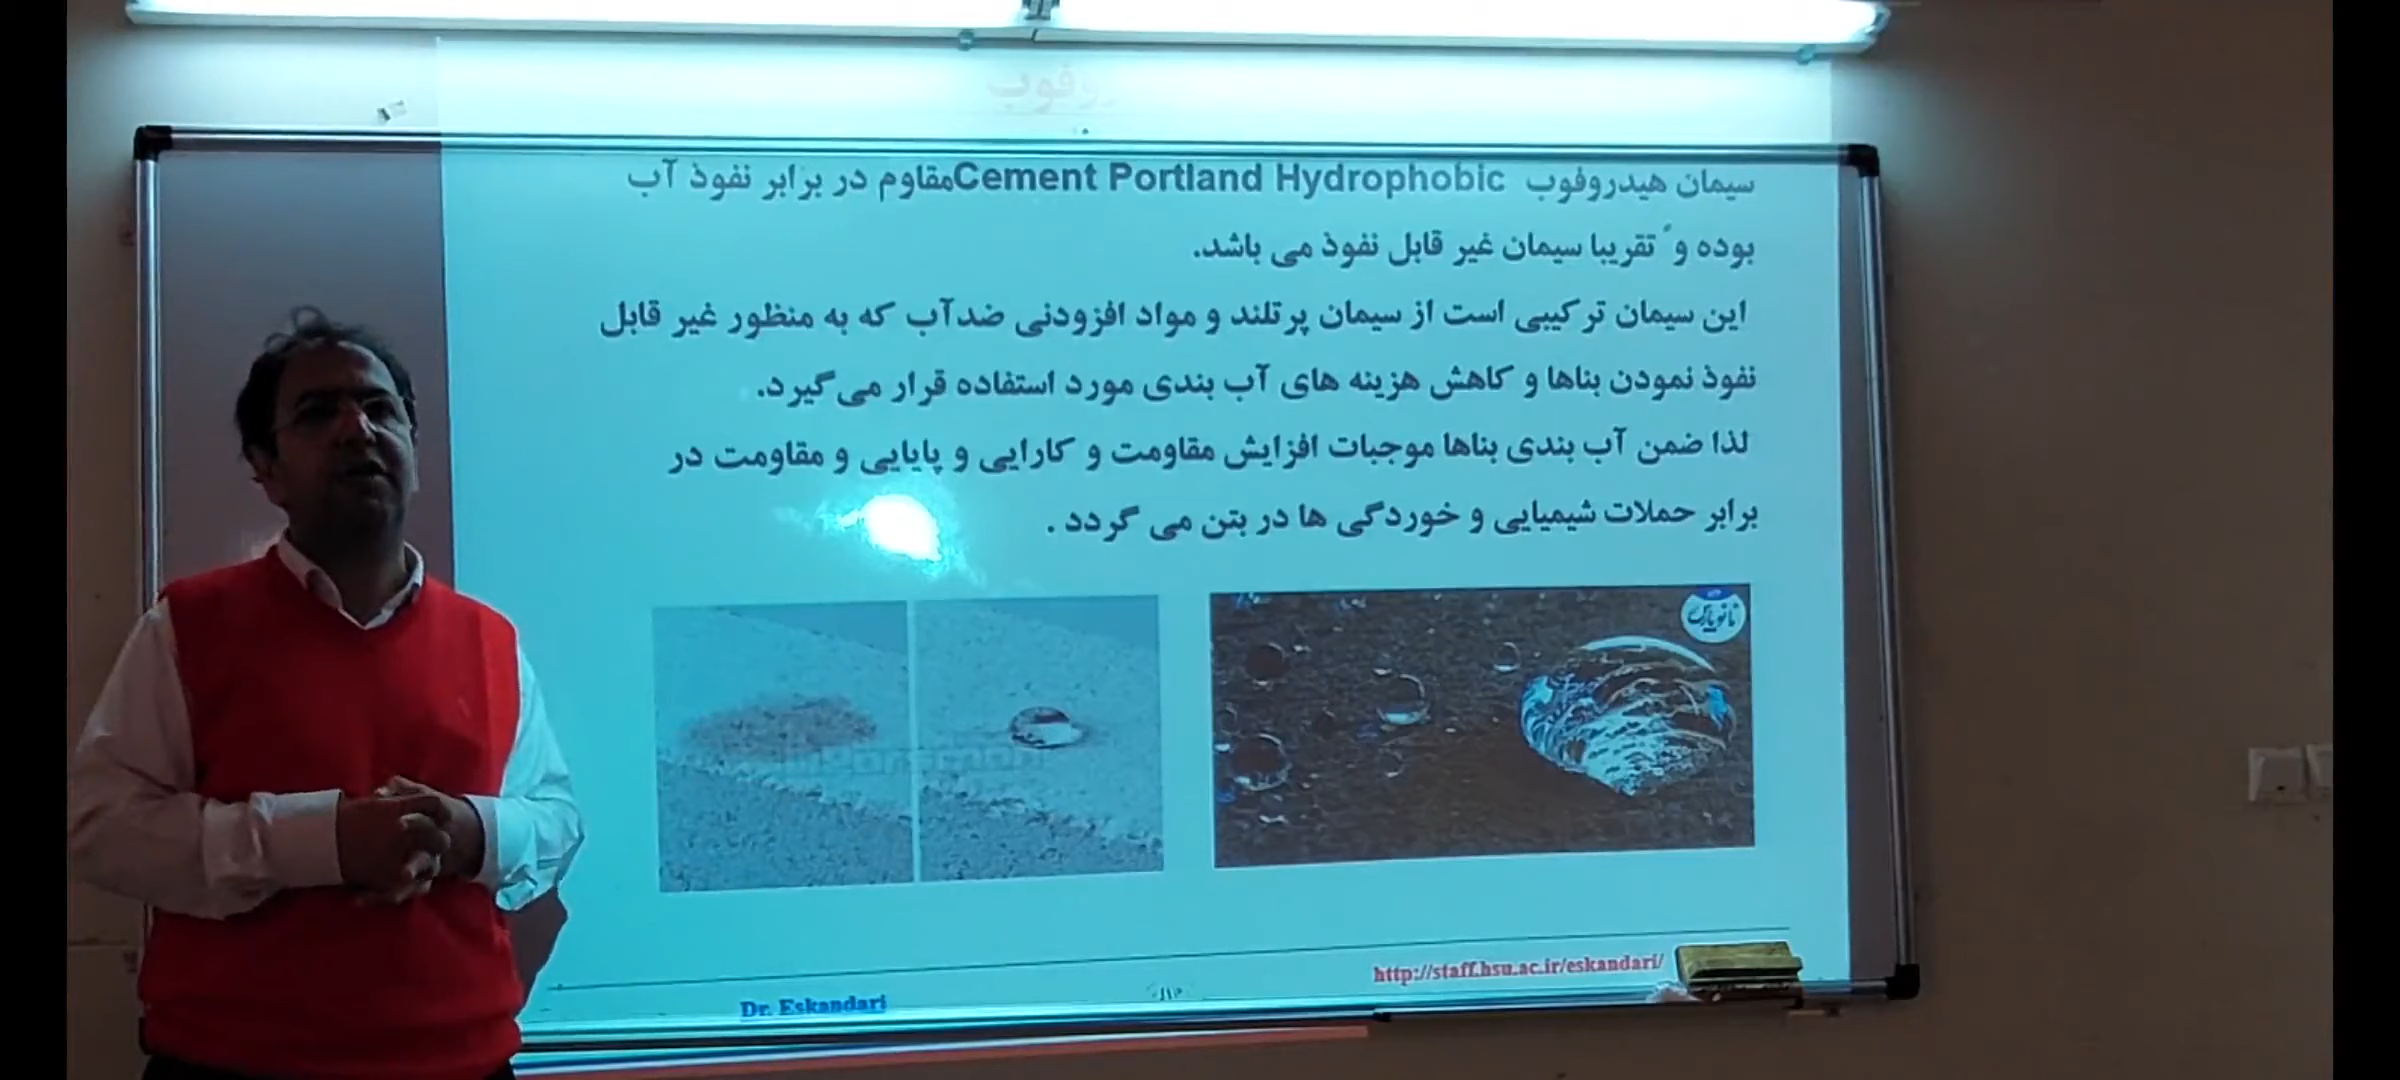 سیمان هیدروفوب Cement Portland Hydrophobicمقاوم در برابر نفوذ آب
بوده و ً تقریبا سیمان غیر قابل نفوذ می باشد.
این سیمان ترکیبی است از سیمان پرتلند و مواد افزودنی ضدآب که به منظور غیر قابل
نفوذ نمودن بناها و کاهش هزینه های آب بندی مورد استفاده قرار می گیرد.
لذا ضمن آب بندی بناها موجبات افزایش مقاومت و کارایی و پایایی و مقاومت در
برابر حملات شیمیایی و خوردگی ها در بتن می گردد .
http://staff.hsu.ac.ir/eskandari/
Dr. Eskandari